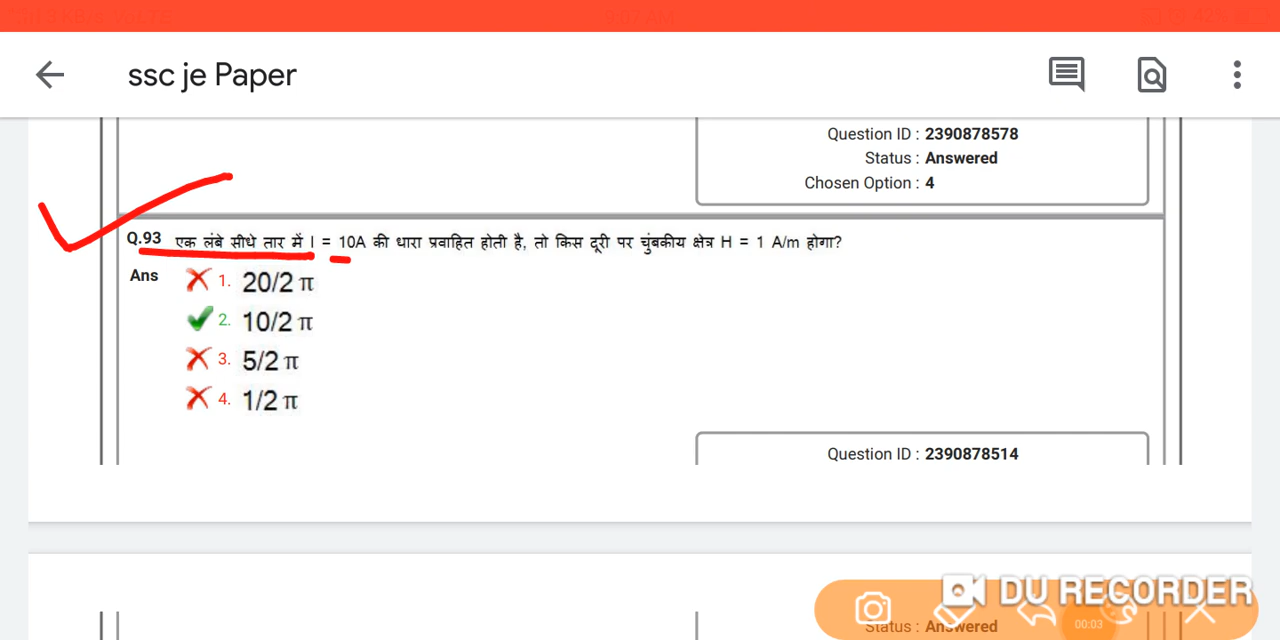 ssc je Paper
Question ID : 2390878578
Status : Answered
Chosen Option : 4
Q.93 एक लंबे सीधे तार में I = 10A की धारा प्रवाहित होती है, तो किस दूरी पर चुंबकीय क्षेत्र H = 1 A/m होगा?
Ans
1. 20/2 π
2. 10/2 π
3. 5/2 π
4. 1/2 π
Question ID : 2390878514
DU RECORDER
00:03
Status : Answered